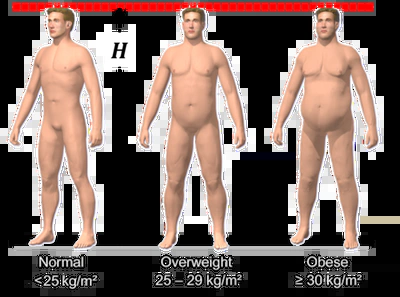 H
Normal Overweight Obese
<25 kg/m² 25 – 29 kg/m² ≥ 30 kg/m²